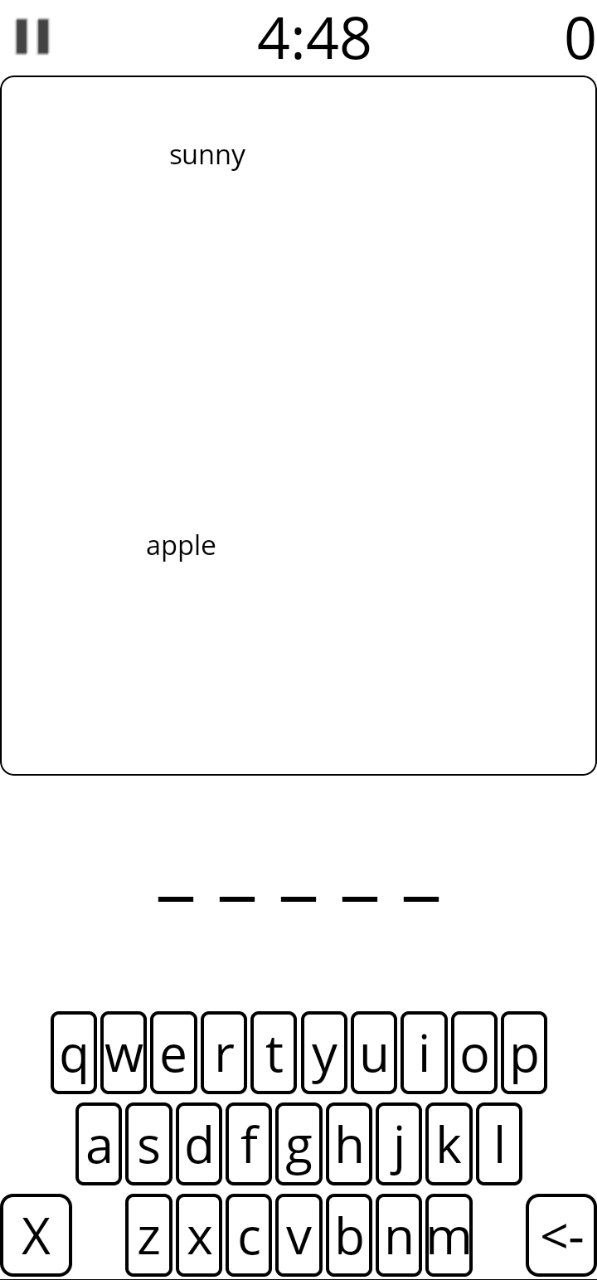 4:48 0
sunny
apple
_ _ _ _ _
q w e r t y u i o p
a s d f g h j k l
X z x c v b n m <-